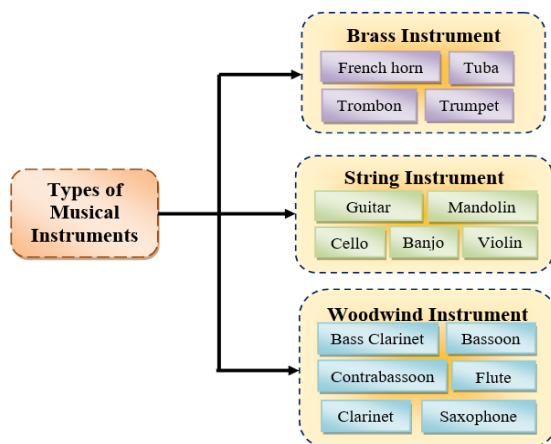 Brass Instrument
French horn Tuba
Trombon Trumpet
Types of
Musical
Instruments
String Instrument
Guitar Mandolin
Cello Banjo Violin
Woodwind Instrument
Bass Clarinet Bassoon
Contrabassoon Flute
Clarinet Saxophone